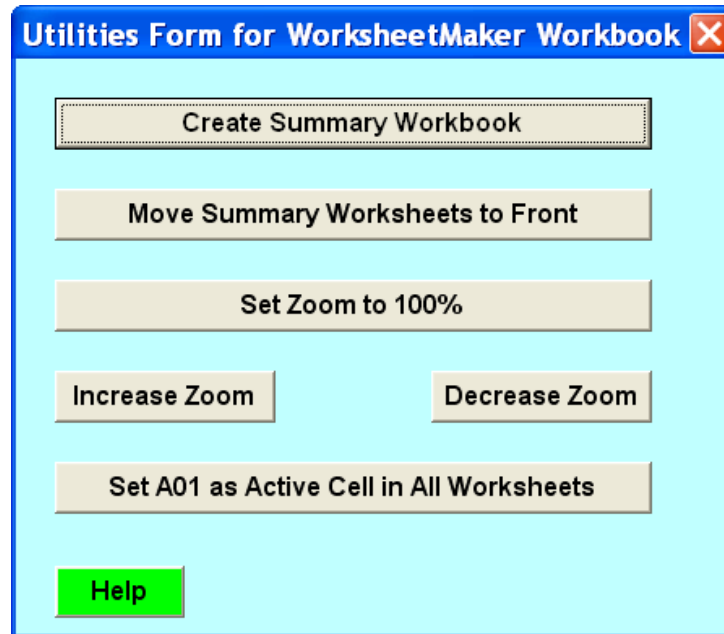 Utilities Form for WorksheetMaker Workbook
Create Summary Workbook
Move Summary Worksheets to Front
Set Zoom to 100%
Increase Zoom Decrease Zoom
Set A01 as Active Cell in All Worksheets
Help